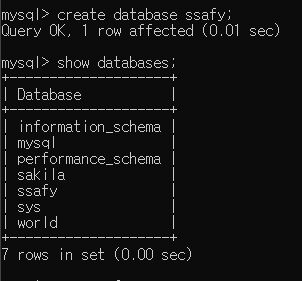 mysql> create database ssafy;
Query OK, 1 row affected (0.01 sec)
mysql> show databases;
+--------------------+
| Database           |
+--------------------+
| information_schema |
| mysql              |
| performance_schema |
| sakila             |
| ssafy              |
| sys                |
| world              |
+--------------------+
7 rows in set (0.00 sec)